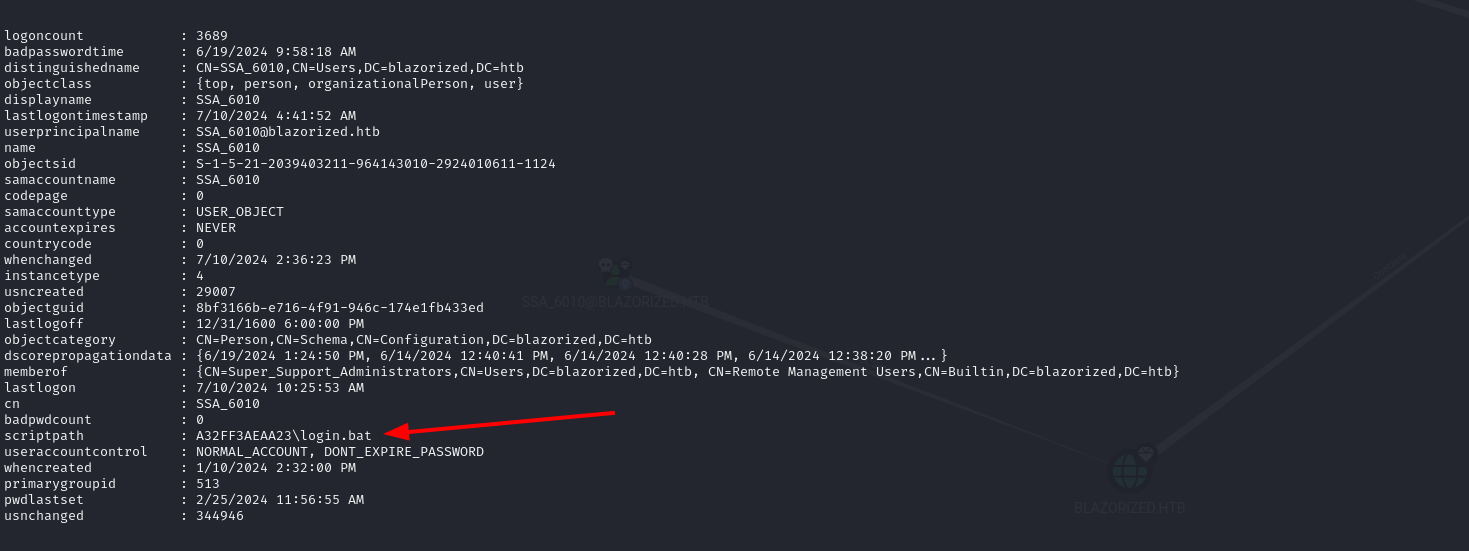 logoncount : 3689
badpasswordtime : 6/19/2024 9:58:18 AM
distinguishedname : CN=SSA_6010,CN=Users,DC=blazorized,DC=htb
objectclass : {top, person, organizationalPerson, user}
displayname : SSA_6010
lastlogontimestamp : 7/10/2024 4:41:52 AM
userprincipalname : SSA_6010@blazorized.htb
name : SSA_6010
objectsid : S-1-5-21-2039403211-964143010-2924010611-1124
samaccountname : SSA_6010
codepage : 0
samaccounttype : USER_OBJECT
accountexpires : NEVER
countrycode : 0
whenchanged : 7/10/2024 2:36:23 PM
instancetype : 4
usncreated : 29007
objectguid : 8bf3166b-e716-4f91-946c-174e1fb433ed
lastlogoff : 12/31/1600 6:00:00 PM
objectcategory : CN=Person,CN=Schema,CN=Configuration,DC=blazorized,DC=htb
dscorepropagationdata : {6/19/2024 1:24:50 PM, 6/14/2024 12:40:41 PM, 6/14/2024 12:40:28 PM, 6/14/2024 12:38:20 PM...}
memberof : {CN=Super_Support_Administrators,CN=Users,DC=blazorized,DC=htb, CN=Remote Management Users,CN=Builtin,DC=blazorized,DC=htb}
lastlogon : 7/10/2024 10:25:53 AM
cn : SSA_6010
badpwdcount : 0
scriptpath : A32FF3AEAA23\login.bat
useraccountcontrol : NORMAL_ACCOUNT, DONT_EXPIRE_PASSWORD
whencreated : 1/10/2024 2:32:00 PM
primarygroupid : 513
pwdlastset : 2/25/2024 11:56:55 AM
usnchanged : 344946
SSA_6010@BLAZORIZED.HTB
BLAZORIZED.HTB